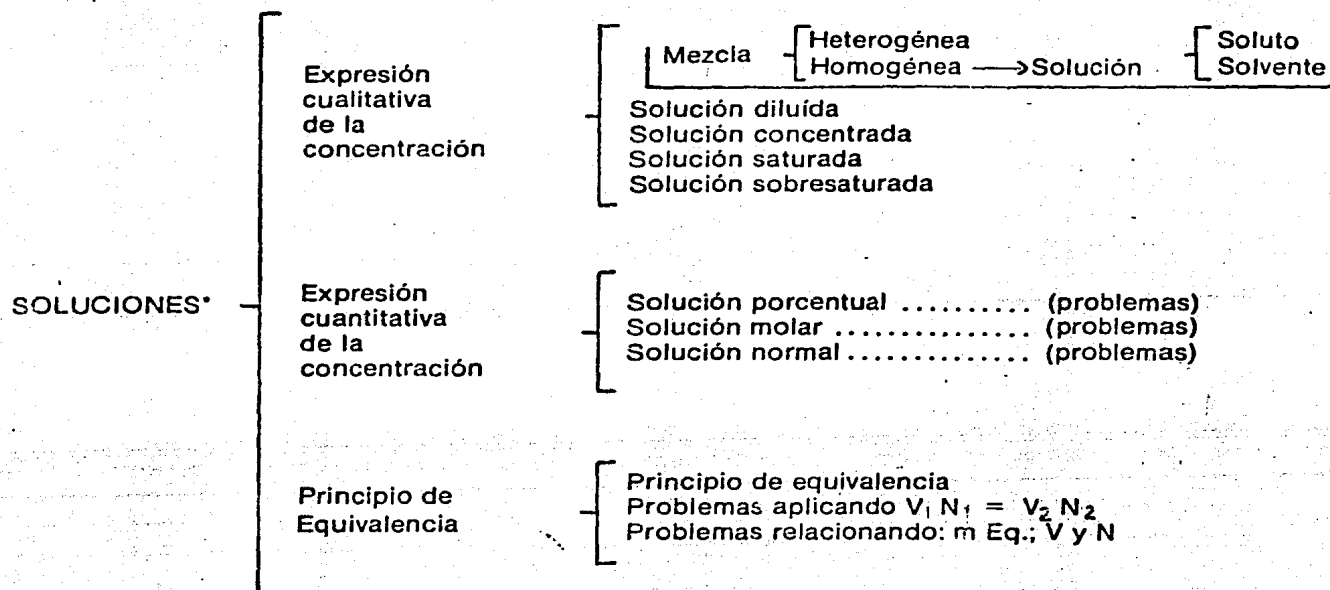 Mezcla
Heterogénea
Homogénea ⟶ Solución
Soluto
Solvente
Expresión
cualitativa
de la
concentración
Solución diluída
Solución concentrada
Solución saturada
Solución sobresaturada
SOLUCIONES*
Expresión
cuantitativa
de la
concentración
Solución porcentual .......... (problemas)
Solución molar ............... (problemas)
Solución normal .............. (problemas)
Principio de
Equivalencia
Principio de equivalencia
Problemas aplicando V₁ N₁ = V₂ N₂
Problemas relacionando: m Eq.; V y N